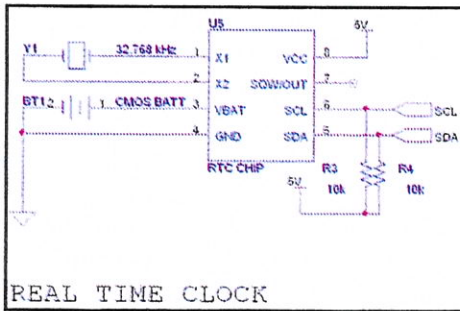 U5
5V
Y1 32.768 kHz 1 X1 VCC 8
2 X2 SQW/OUT 7
BT1 2 1 CMOS BATT 3 VBAT SCL 6 SCL
4 GND SDA 5 SDA
RTC CHIP R3 R4
5V 10k 10k
REAL TIME CLOCK